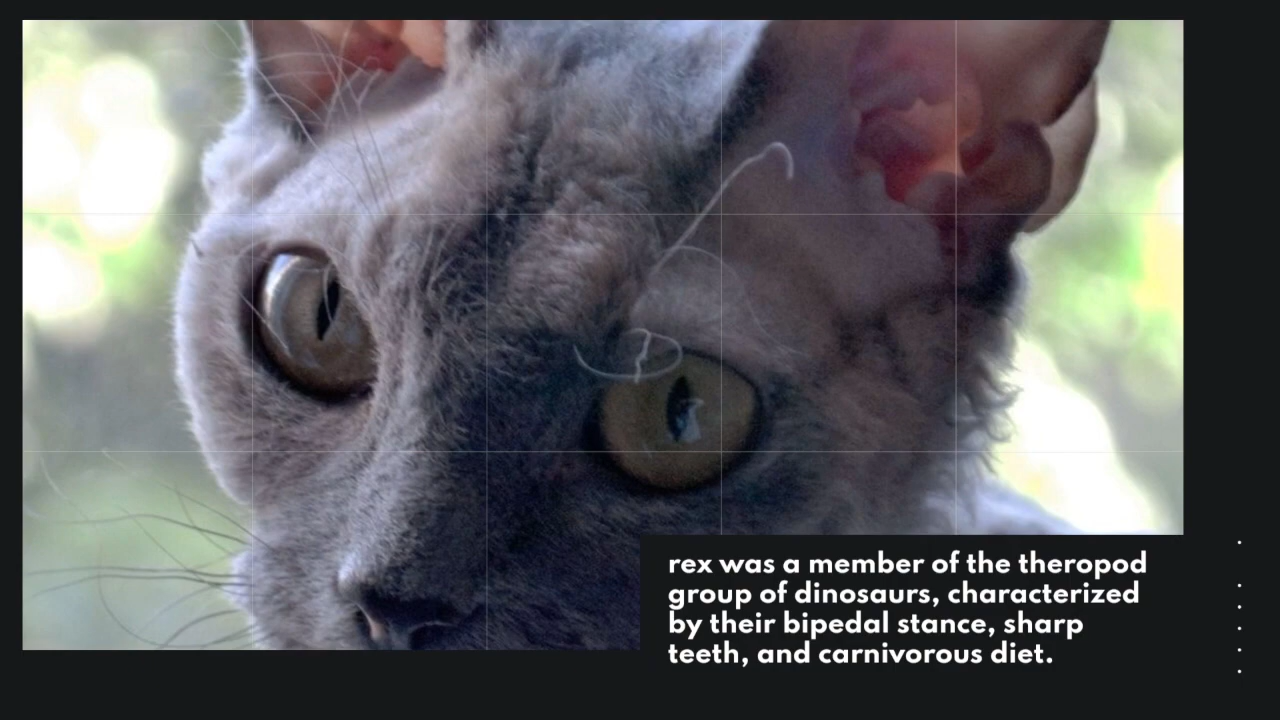 rex was a member of the theropod
group of dinosaurs, characterized
by their bipedal stance, sharp
teeth, and carnivorous diet.